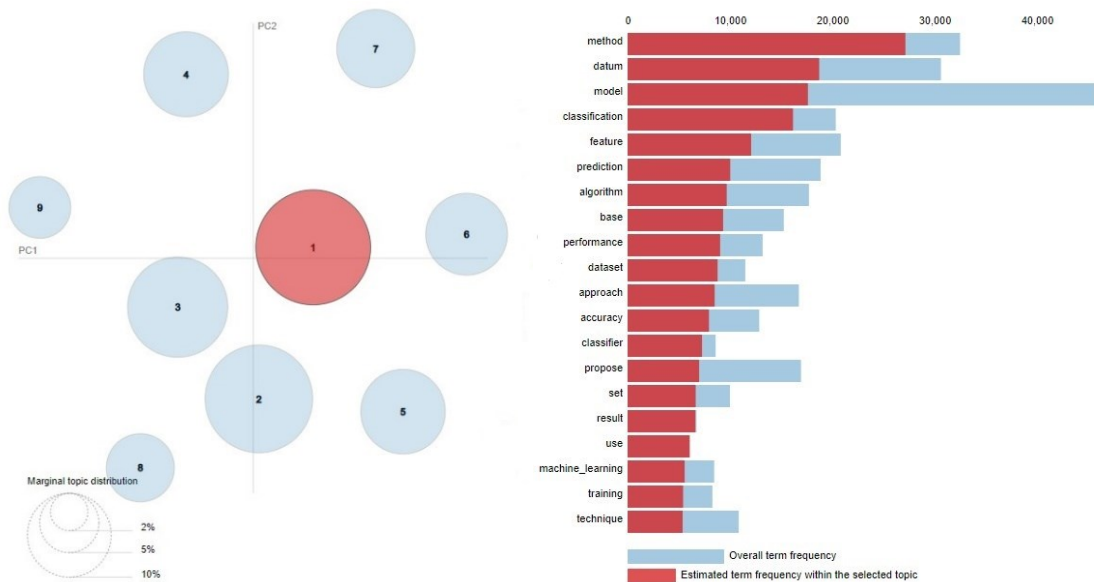 PC2
7
4
9
PC1
1
6
3
2
5
8
Marginal topic distribution
2%
5%
10%
0 10,000 20,000 30,000 40,000
method
datum
model
classification
feature
prediction
algorithm
base
performance
dataset
approach
accuracy
classifier
propose
set
result
use
machine_learning
training
technique
Overall term frequency
Estimated term frequency within the selected topic